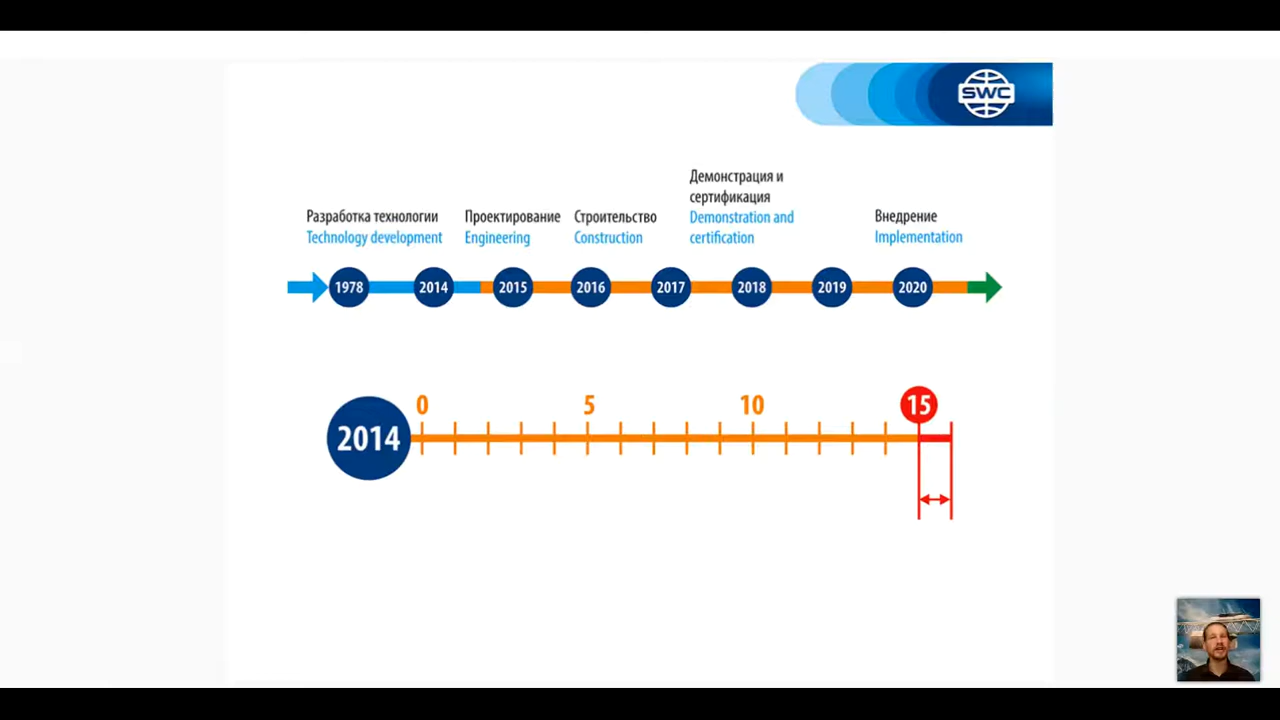 SWC
Демонстрация и
сертификация
Demonstration and
certification
Разработка технологии
Technology development
Проектирование
Engineering
Строительство
Construction
Внедрение
Implementation
1978 2014 2015 2016 2017 2018 2019 2020
0 5 10 15
2014